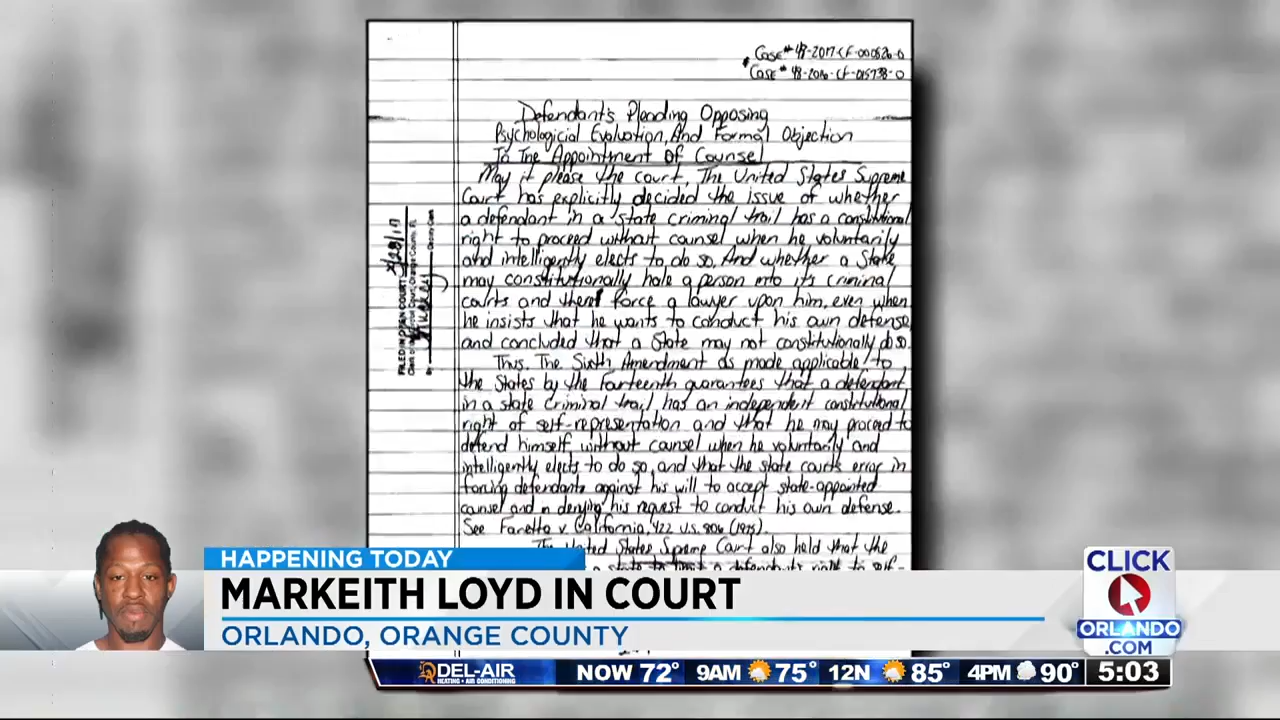 Case# 48-2017-CF-000826-0
Case# 48-2016-CF-015738-0
Defendant's Pleading Opposing
Psychologicial Evaluation, And Formal Objection
To The Appointment Of Counsel
May it please the court, The United States Supreme
Court has explicitly decided the issue of whether
a defendant in a state criminal trail has a constitutional
right to proceed without counsel when he voluntarily
and intelligently elects to do so. And whether a State
may constitutionally hale a person into its criminal
courts and there force a lawyer upon him, even when
he insists that he wants to conduct his own defense
and concluded that a State may not constitutionally do so.
Thus. The Sixth Amendment as made applicable to
the States by the Fourteenth guarantees that a defendant
in a state criminal trail has an independent constitutional
right of self-representation and that he may proceed to
defend himself without counsel when he voluntarily and
intelligently elects to do so, and that the state courts error in
forcing defendants against his will to accept state-appointed
counsel and in denying his request to conduct his own defense.
See Faretta v. California, 422 U.S. 806 (1975).
The United States Supreme Court also held that the
FILED IN OPEN COURT
HAPPENING TODAY
MARKEITH LOYD IN COURT
ORLANDO, ORANGE COUNTY
CLICK
ORLANDO
.COM
DEL-AIR
HEATING • AIR CONDITIONING
NOW 72° 9AM 75° 12N 85° 4PM 90° 5:03